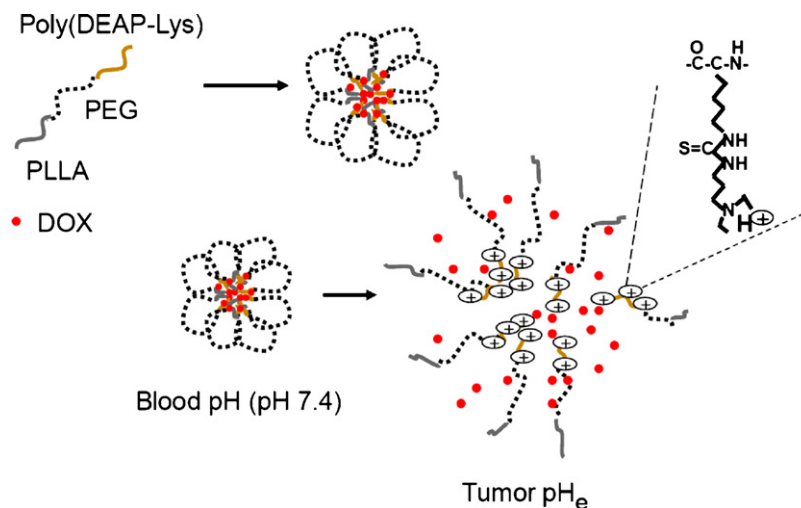 Poly(DEAP-Lys)
PEG
PLLA
DOX
O H
-C-C-N-
S=C NH
NH
N
H +
+ + + + + + + + + + + + + + + + + + +
Blood pH (pH 7.4)
Tumor pHe